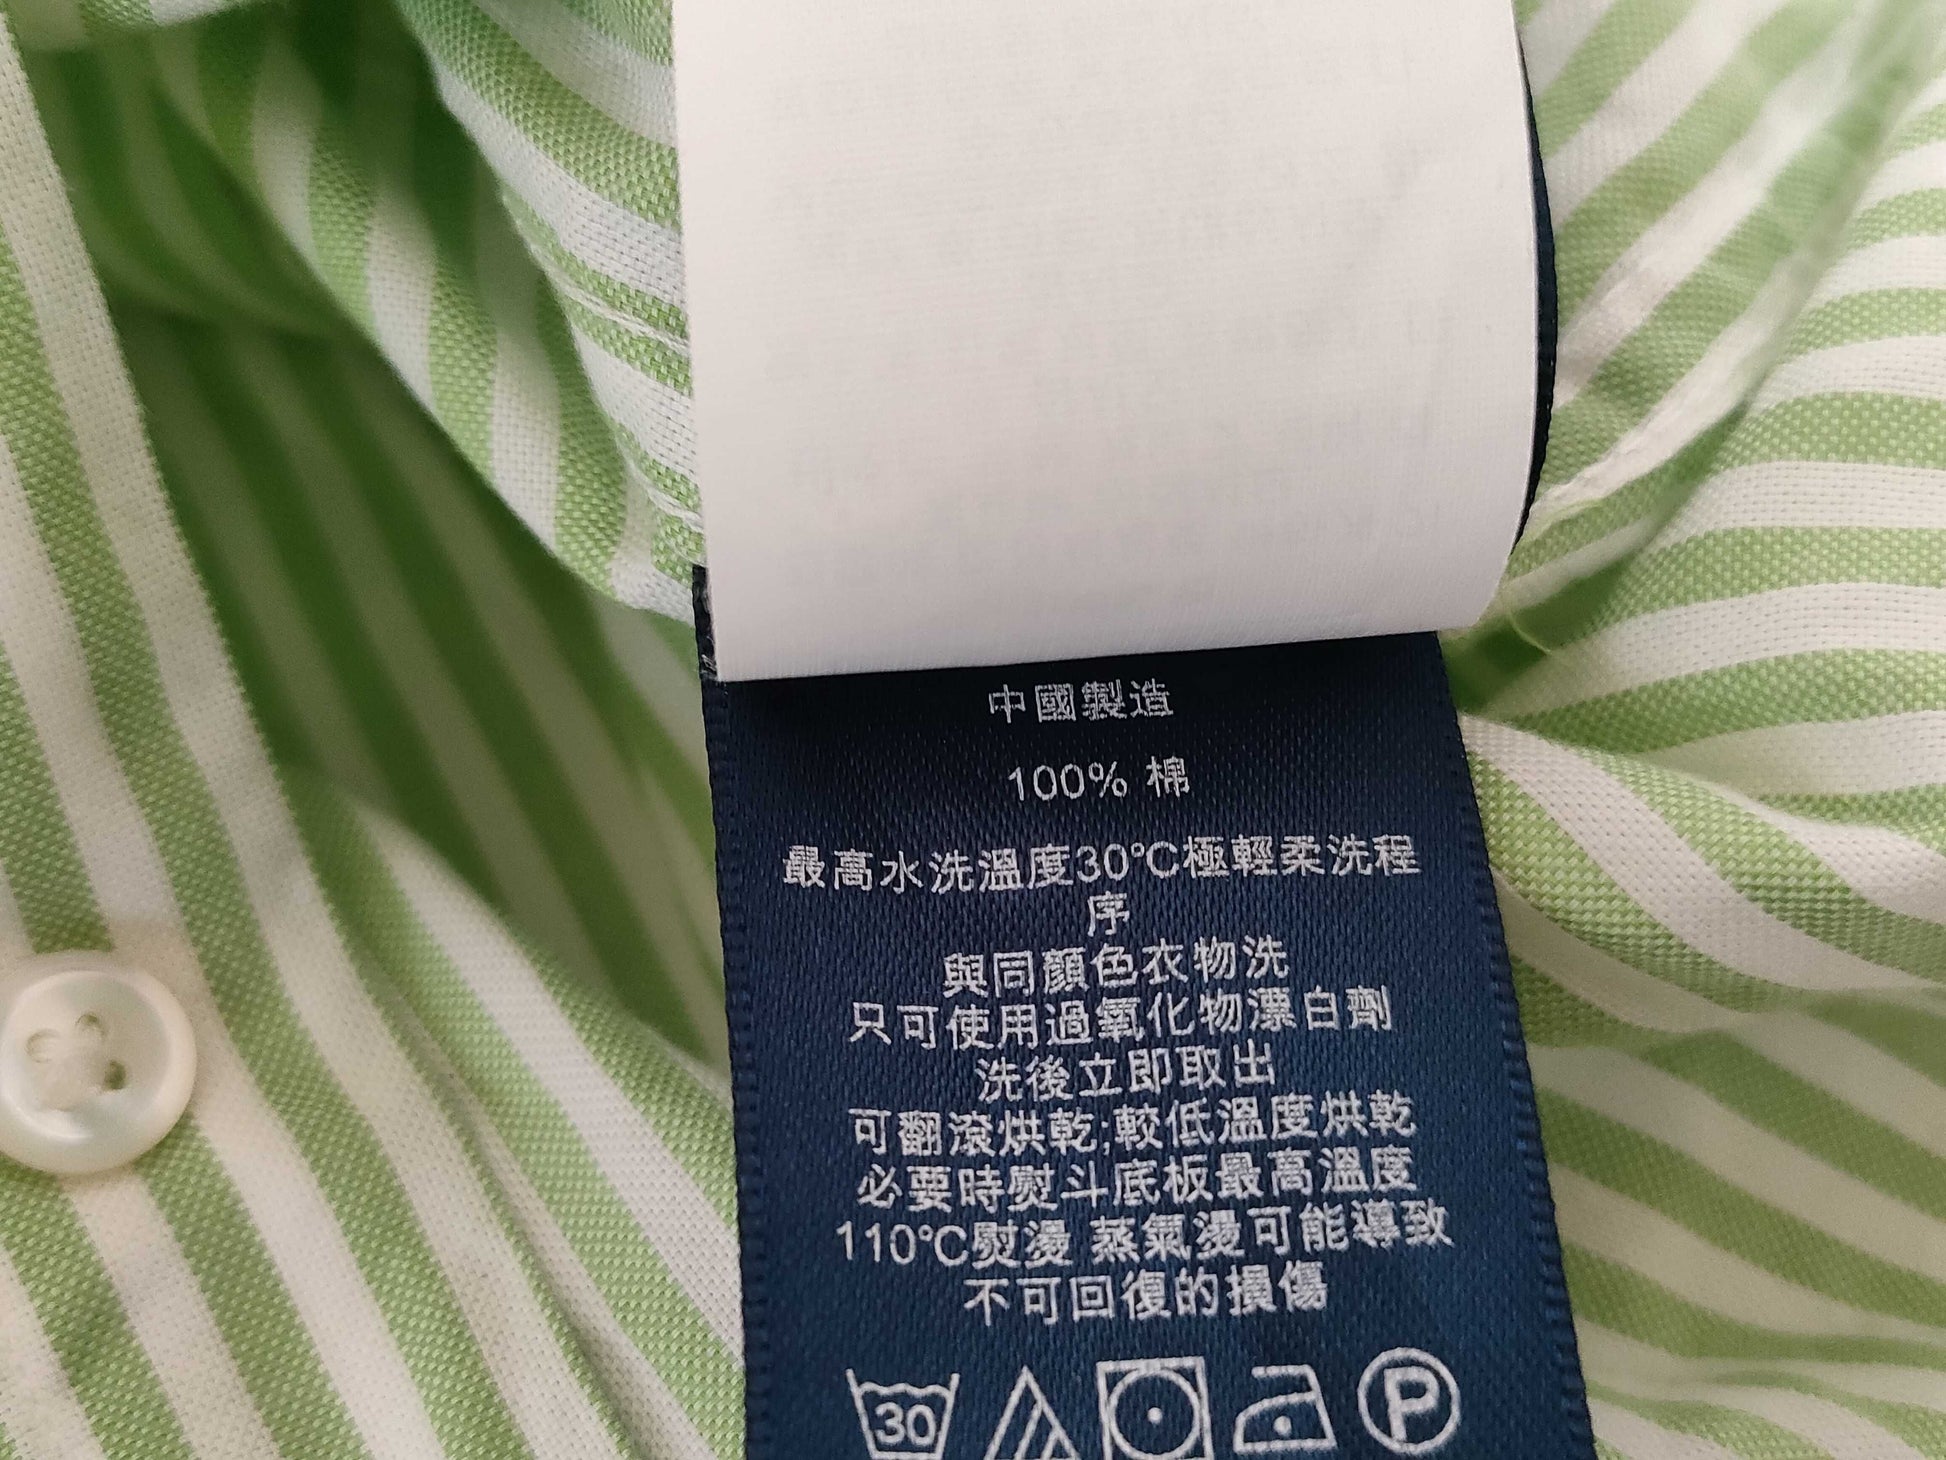 中國製造
100% 棉
最高水洗溫度30℃極輕柔洗程
序
與同顏色衣物洗
只可使用過氧化物漂白劑
洗後立即取出
可翻滾烘乾;較低溫度烘乾
必要時熨斗底板最高溫度
110℃熨燙 蒸氣燙可能導致
不可回復的損傷
30
P